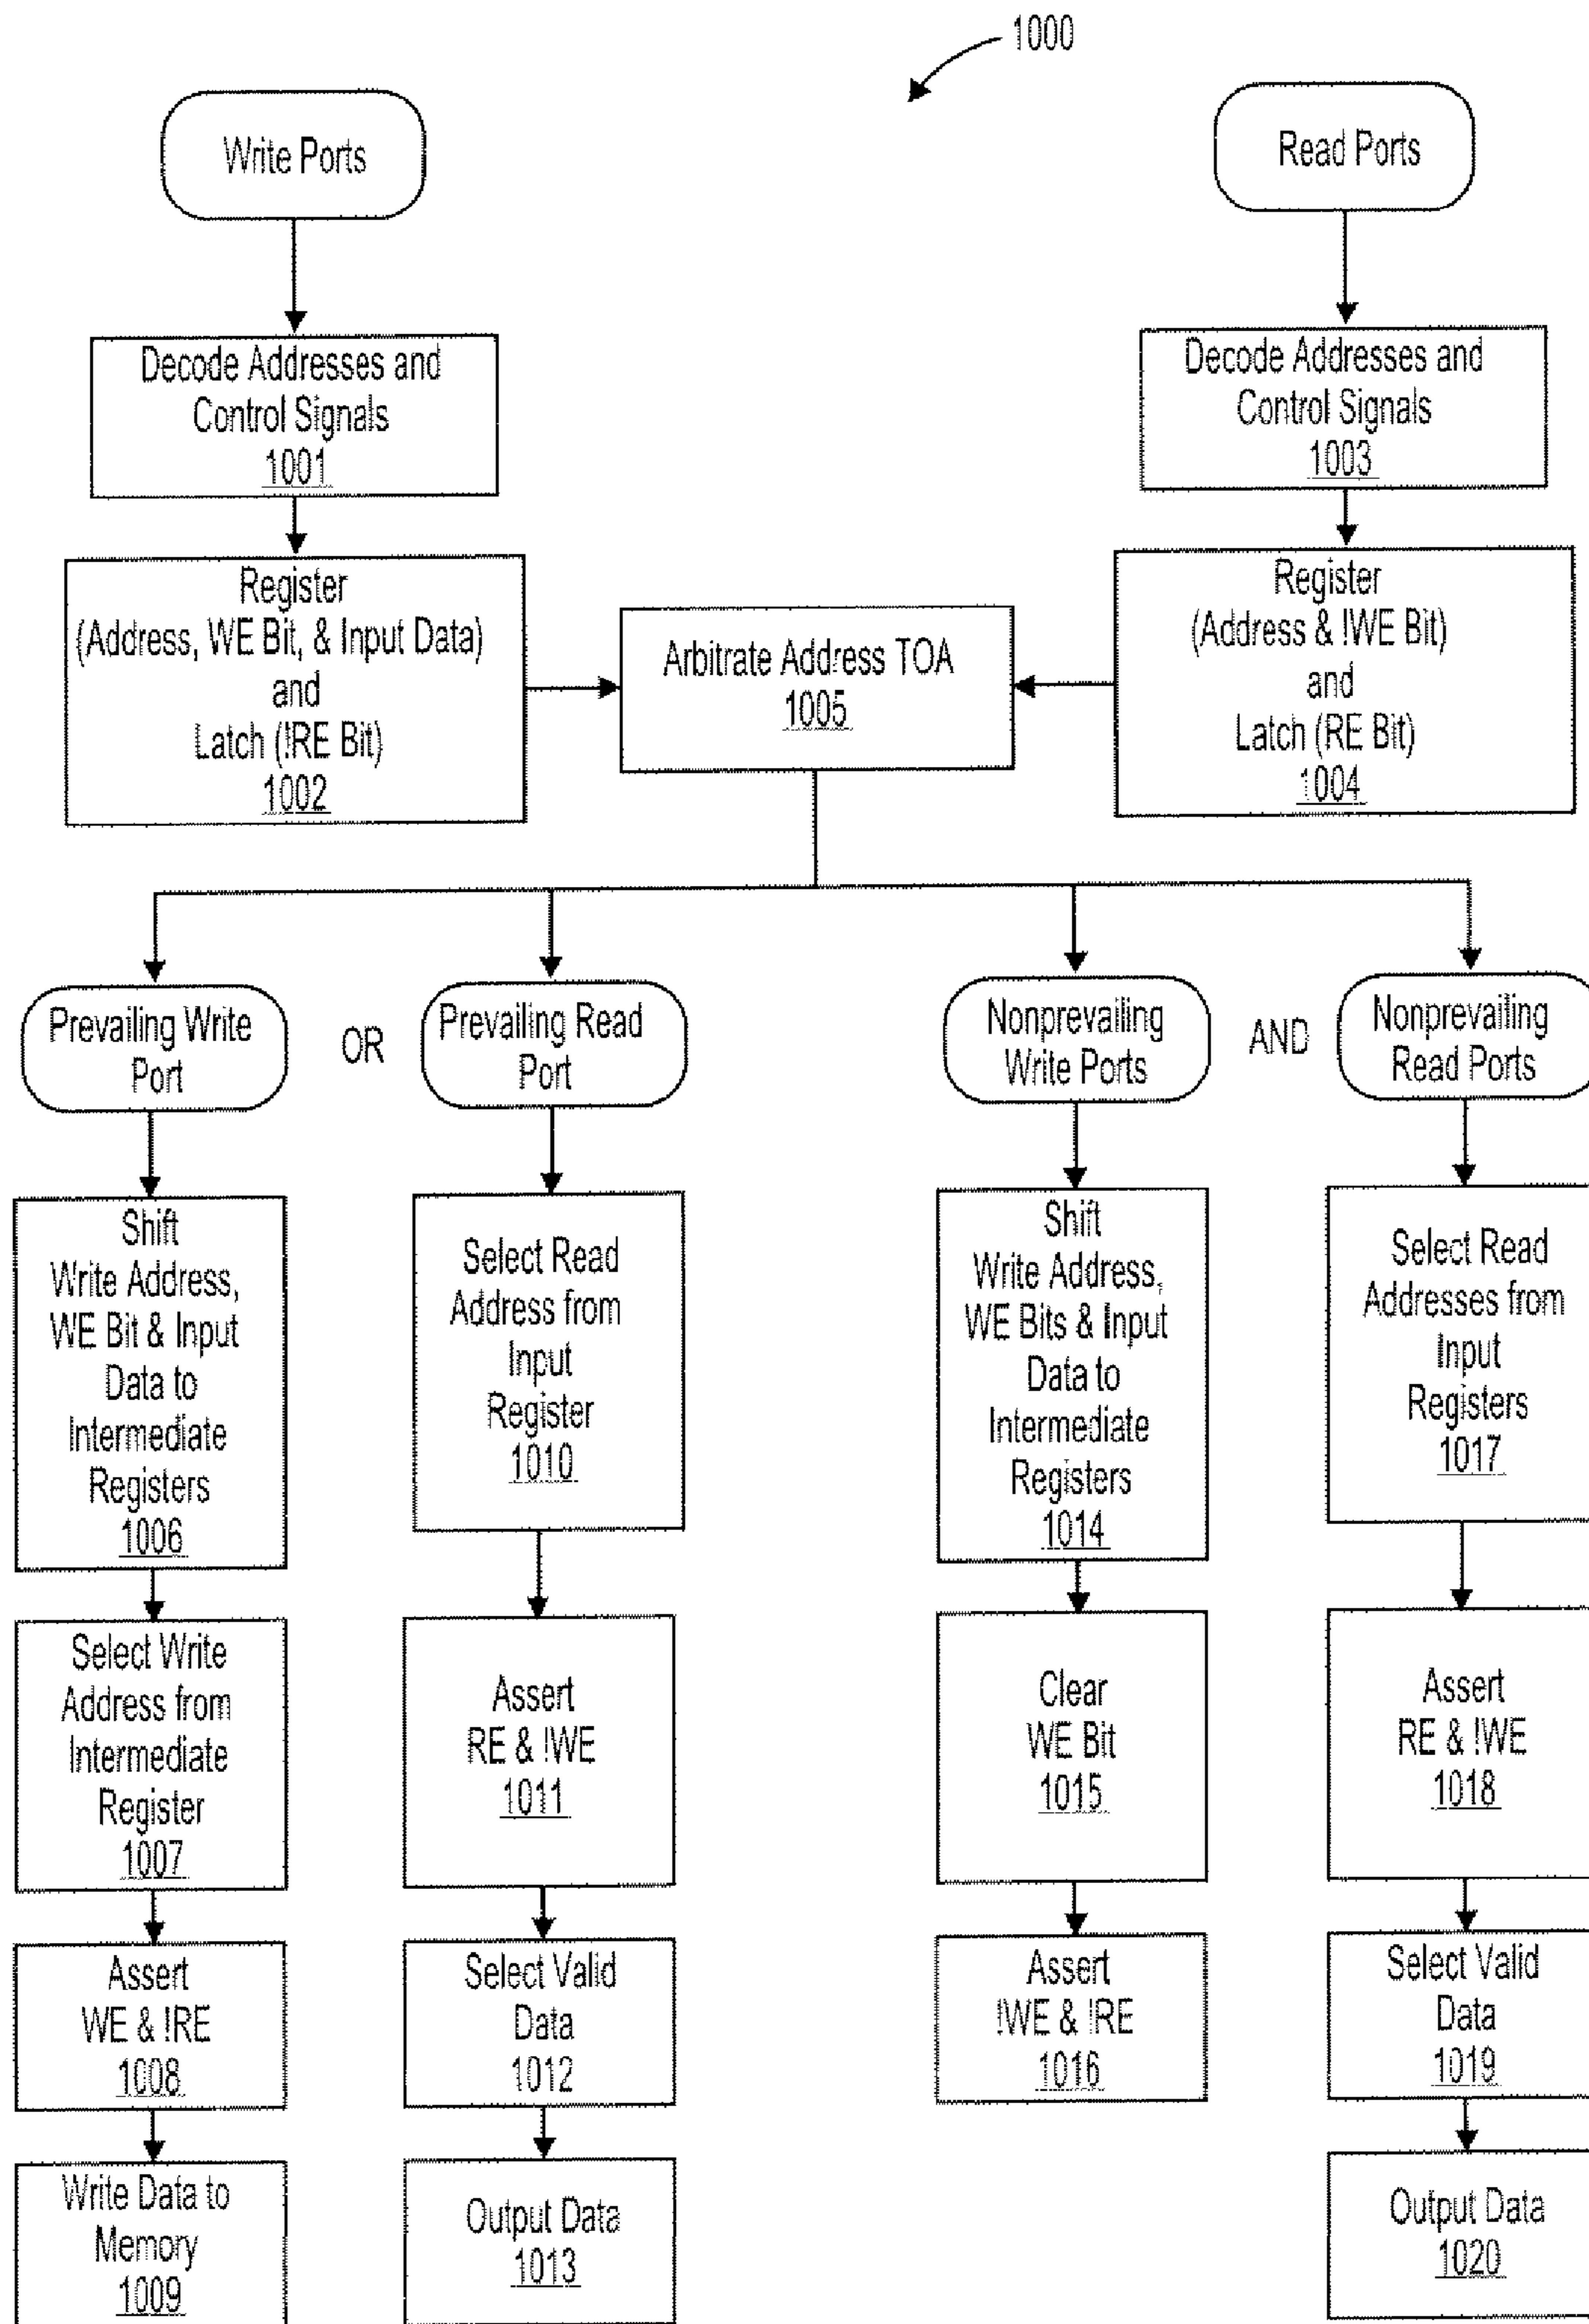 1000
Write Ports
Read Ports
Decode Addresses and
Control Signals
1001
Decode Addresses and
Control Signals
1003
Register
(Address, WE Bit, & Input Data)
and
Latch (!RE Bit)
1002
Arbitrate Address TOA
1005
Register
(Address & !WE Bit)
and
Latch (RE Bit)
1004
Prevailing Write
Port
OR
Prevailing Read
Port
Nonprevailing
Write Ports
AND
Nonprevailing
Read Ports
Shift
Write Address,
WE Bit & Input
Data to
Intermediate
Registers
1006
Select Read
Address from
Input
Register
1010
Shift
Write Address,
WE Bits & Input
Data to
Intermediate
Registers
1014
Select Read
Addresses from
Input
Registers
1017
Select Write
Address from
Intermediate
Register
1007
Assert
RE & !WE
1011
Clear
WE Bit
1015
Assert
RE & !WE
1018
Assert
WE & !RE
1008
Select Valid
Data
1012
Assert
!WE & !RE
1016
Select Valid
Data
1019
Write Data to
Memory
1009
Output Data
1013
Output Data
1020